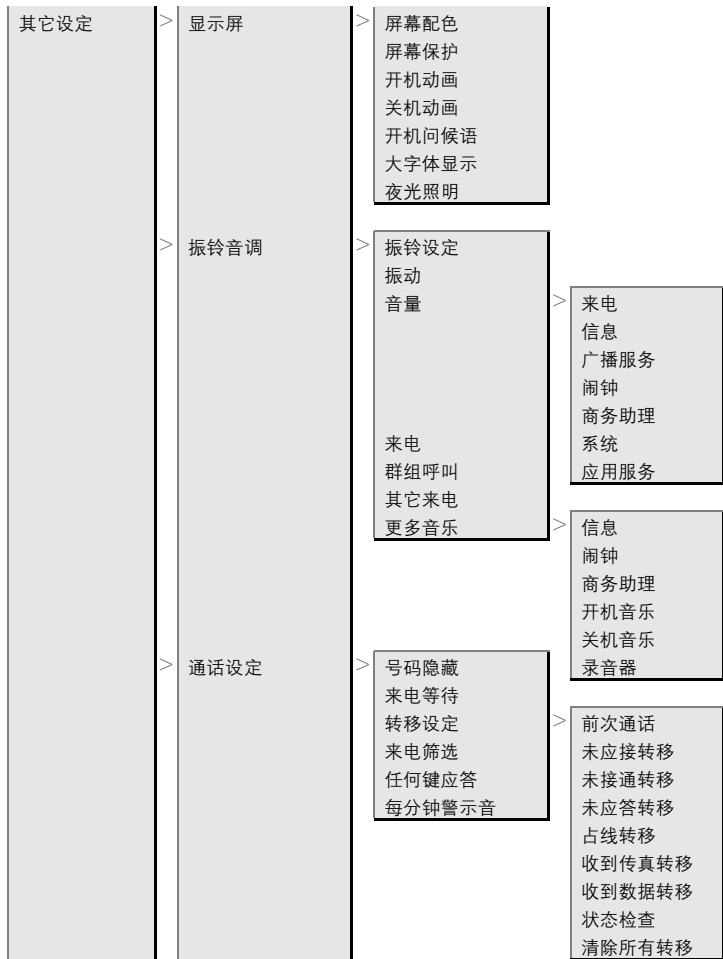 其它设定
> 显示屏
> 屏幕配色
屏幕保护
开机动画
关机动画
开机问候语
大字体显示
夜光照明
> 振铃音调
> 振铃设定
振动
音量
> 来电
信息
广播服务
闹钟
商务助理
系统
应用服务
来电
群组呼叫
其它来电
更多音乐
> 信息
闹钟
商务助理
开机音乐
关机音乐
录音器
> 通话设定
> 号码隐藏
来电等待
转移设定
> 前次通话
未应接转移
未接通转移
未应答转移
占线转移
收到传真转移
收到数据转移
状态检查
清除所有转移
来电筛选
任何键应答
每分钟警示音